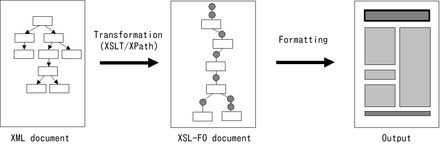 Transformation
(XSLT/XPath)
Formatting
XML document
XSL-FO document
Output